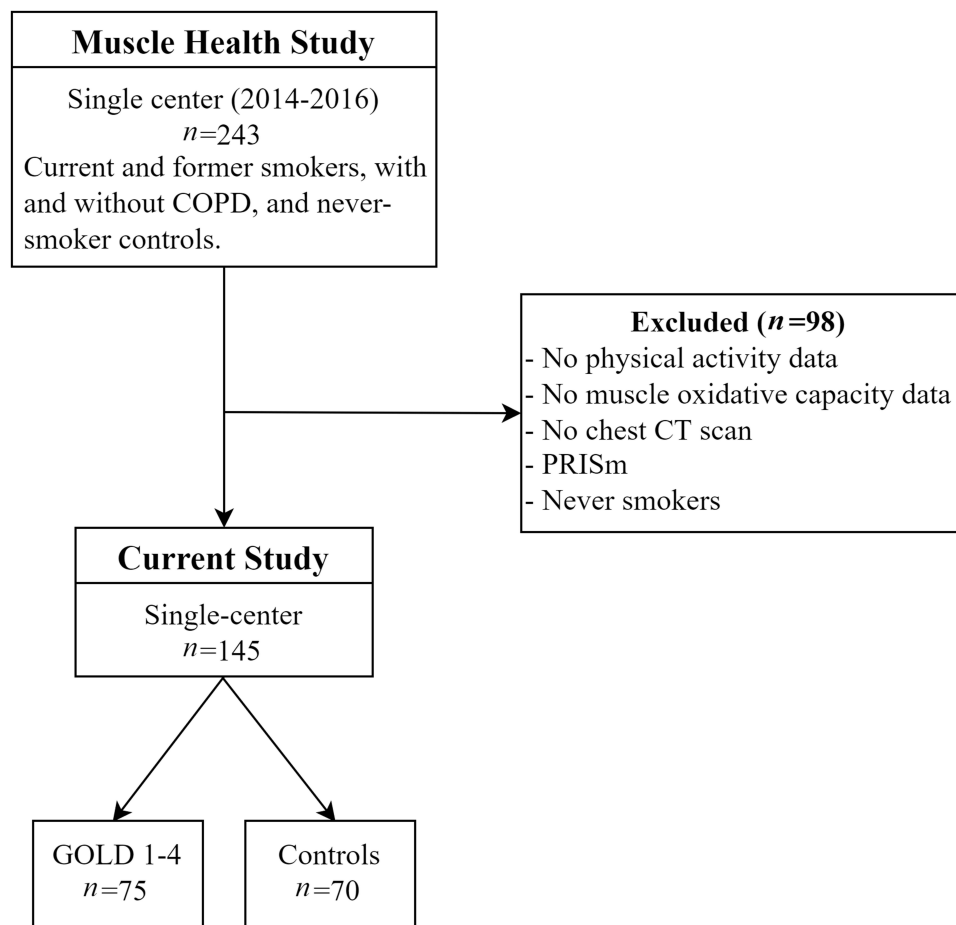 Muscle Health Study
Single center (2014-2016)
n=243
Current and former smokers, with
and without COPD, and never-
smoker controls.
Excluded (n=98)
- No physical activity data
- No muscle oxidative capacity data
- No chest CT scan
- PRISm
- Never smokers
Current Study
Single-center
n=145
GOLD 1-4
n=75
Controls
n=70